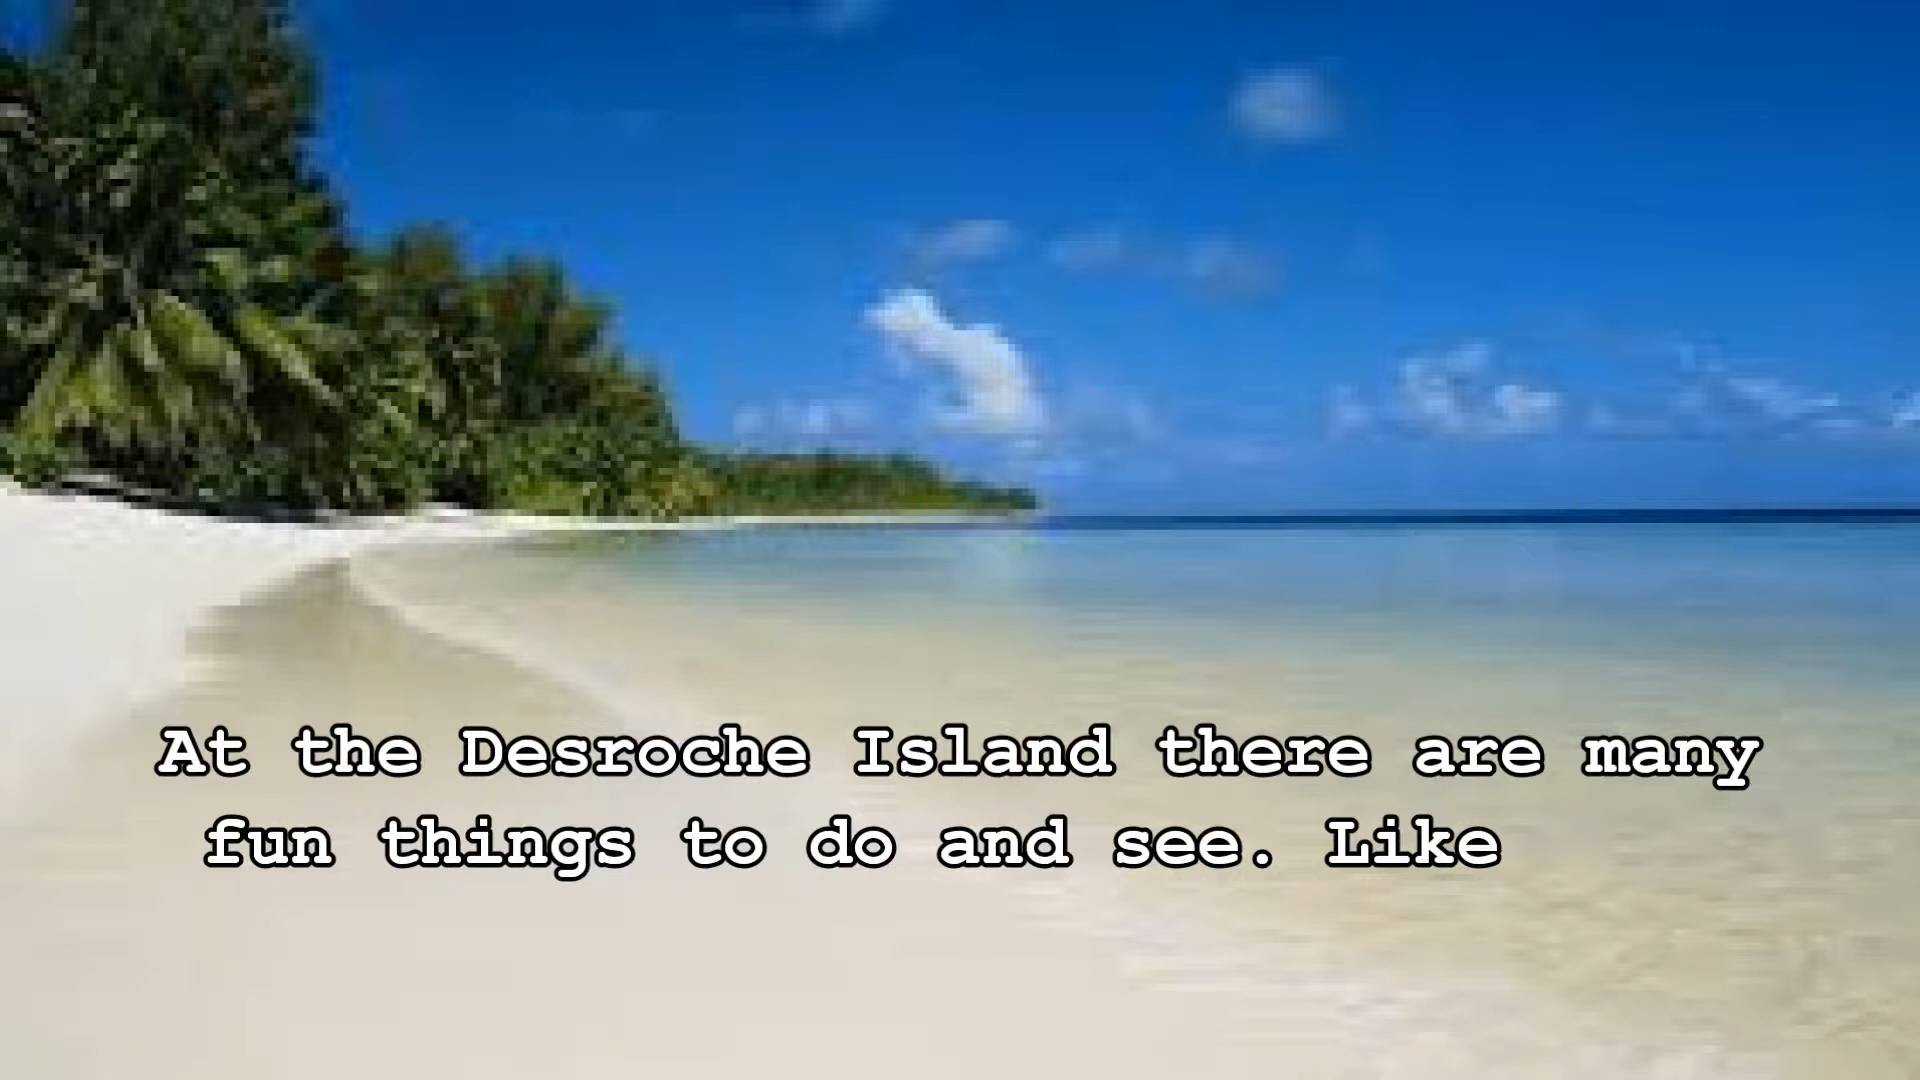 At the Desroche Island there are many
fun things to do and see. Like